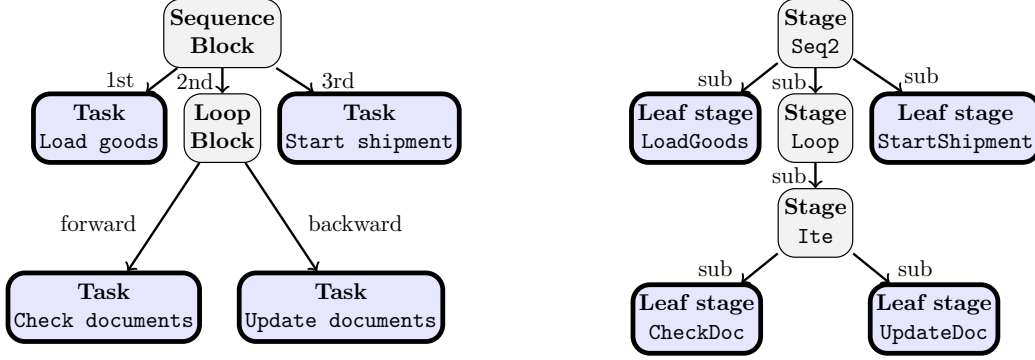 Sequence
Block
1st
2nd
3rd
Task
Load goods
Loop
Block
Task
Start shipment
forward
backward
Task
Check documents
Task
Update documents
Stage
Seq2
sub
sub
sub
Leaf stage
LoadGoods
Stage
Loop
Leaf stage
StartShipment
sub
Stage
Ite
sub
sub
Leaf stage
CheckDoc
Leaf stage
UpdateDoc